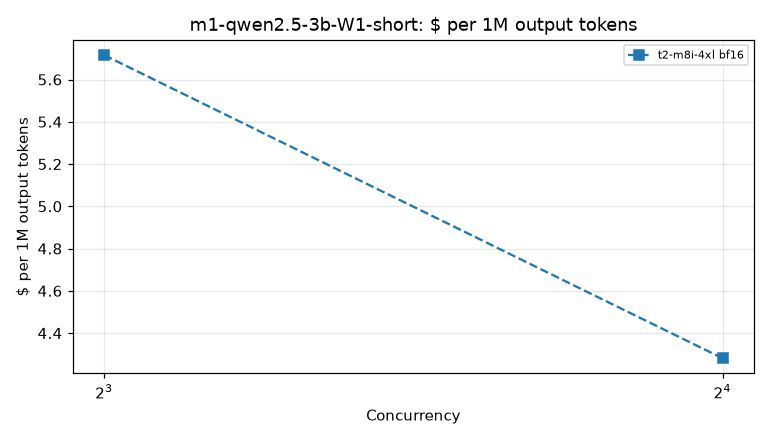 m1-qwen2.5-3b-W1-short: $ per 1M output tokens
t2-m8i-4xl bf16
$ per 1M output tokens
5.6
5.4
5.2
5.0
4.8
4.6
4.4
2³ 2⁴
Concurrency